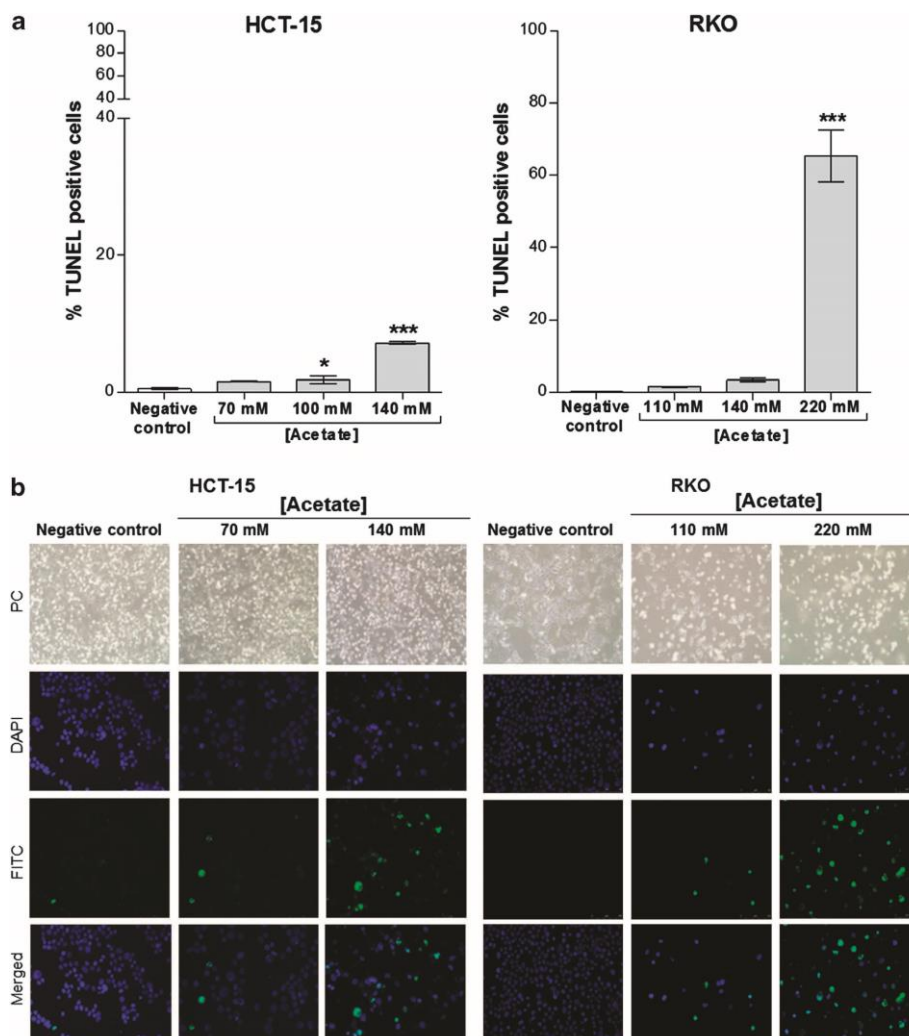 a
HCT-15
RKO
% TUNEL positive cells
100
80
60
40
40
20
0
*
***
Negative control
70 mM
100 mM
140 mM
[Acetate]
% TUNEL positive cells
100
80
60
40
20
0
***
Negative control
110 mM
140 mM
220 mM
[Acetate]
b
HCT-15
RKO
[Acetate]
[Acetate]
Negative control
70 mM
140 mM
Negative control
110 mM
220 mM
PC
DAPI
FITC
Merged